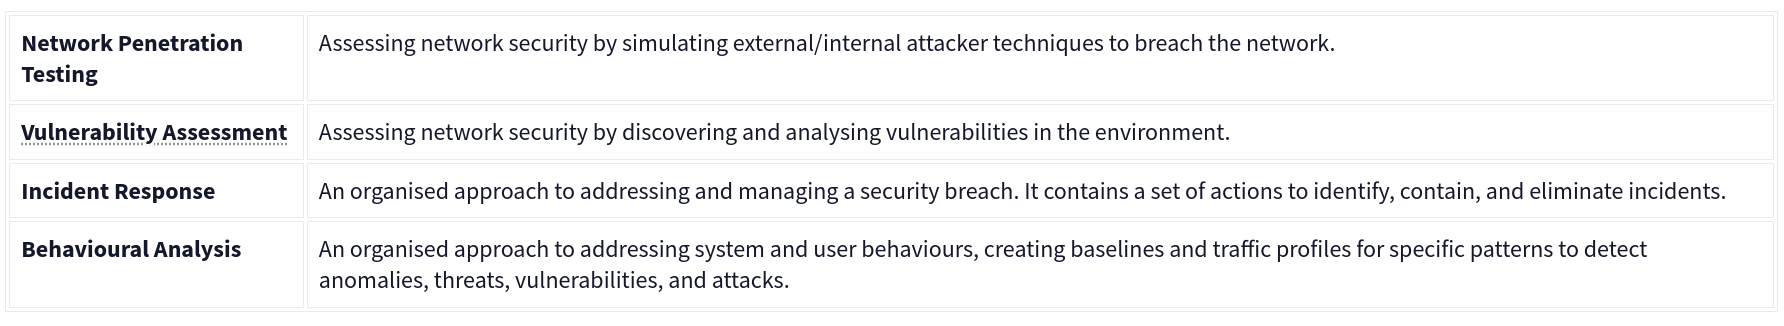 Network Penetration
Testing
Assessing network security by simulating external/internal attacker techniques to breach the network.
Vulnerability Assessment
Assessing network security by discovering and analysing vulnerabilities in the environment.
Incident Response
An organised approach to addressing and managing a security breach. It contains a set of actions to identify, contain, and eliminate incidents.
Behavioural Analysis
An organised approach to addressing system and user behaviours, creating baselines and traffic profiles for specific patterns to detect
anomalies, threats, vulnerabilities, and attacks.